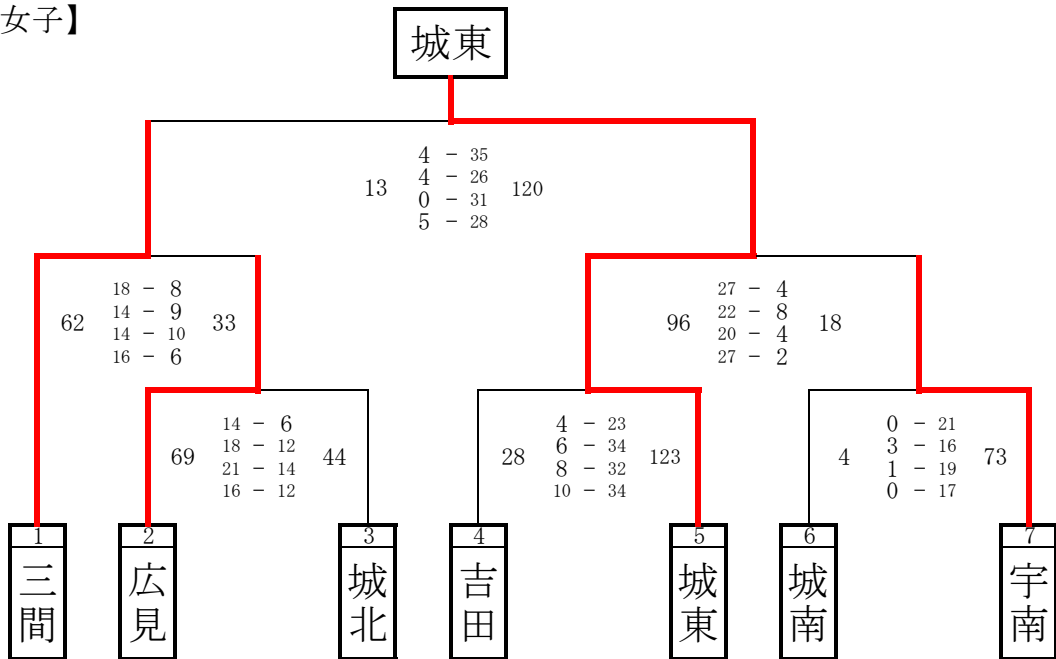 女子】
城東
4 - 35
4 - 26
13 0 - 31 120
5 - 28
18 - 8
14 - 9
62 14 - 10 33
16 - 6
27 - 4
22 - 8
96 20 - 4 18
27 - 2
14 - 6
18 - 12
69 21 - 14 44
16 - 12
4 - 23
6 - 34
28 8 - 32 123
10 - 34
0 - 21
3 - 16
4 1 - 19 73
0 - 17
1 2 3 4 5 6 7
三間
広見
城北
吉田
城東
城南
宇南